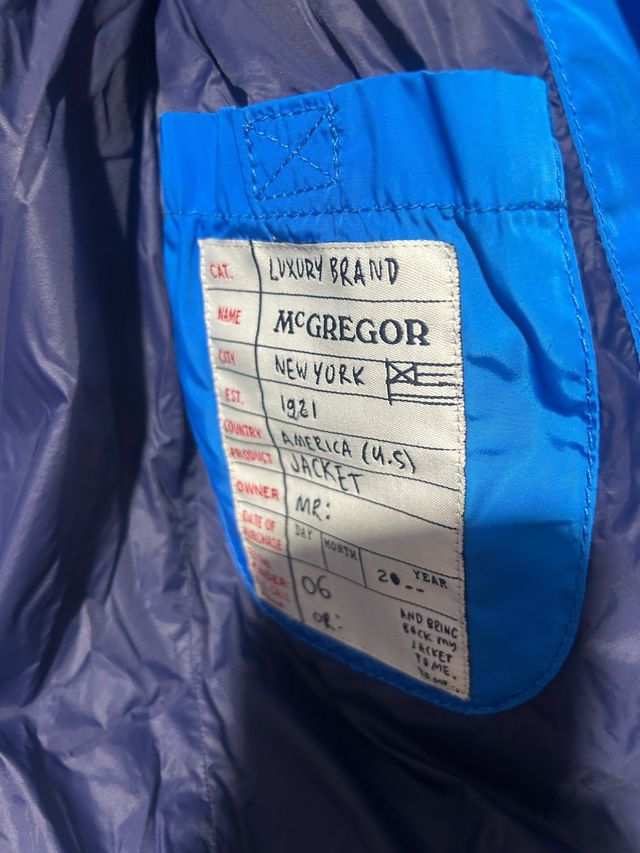 CAT. LUXURY BRAND
NAME McGREGOR
CITY NEW YORK
EST. 1921
COUNTRY AMERICA (U.S)
PRODUCT JACKET
OWNER MR:
DATE OF PURCHASE DAY MONTH 20-- YEAR
CALL 06
OR:
AND BRING
BACK MY
JACKET
TO ME.